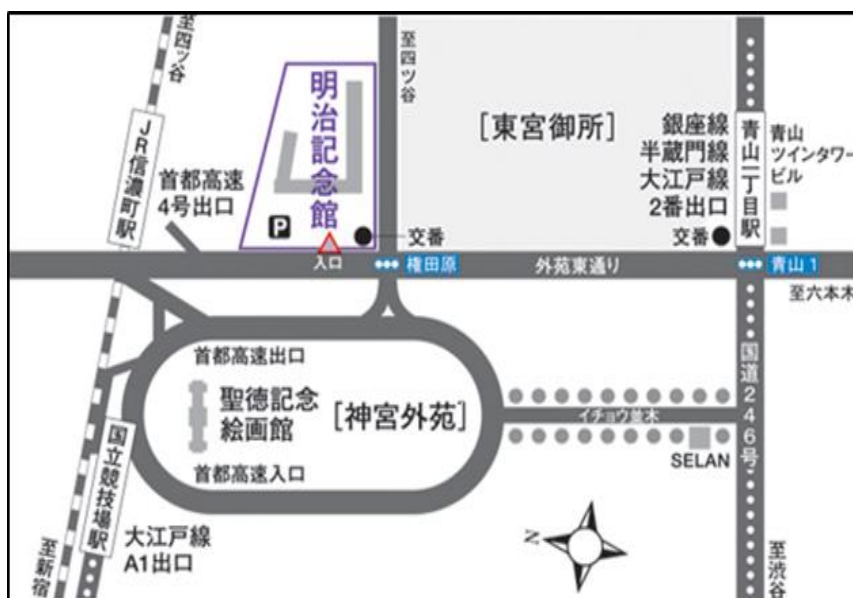 至四ツ谷
JR信濃町駅
首都高速
4号出口
明治記念館
P
入口
至四ツ谷
交番
権田原
[東宮御所]
外苑東通り
銀座線
半蔵門線
大江戸線
2番出口
交番
青山一丁目駅
青山
ツインタワー
ビル
青山1
至六本木
首都高速出口
聖徳記念
絵画館
[神宮外苑]
首都高速入口
イチョウ並木
SELAN
国道246号
国立競技場駅
大江戸線
A1出口
至新宿
N
至渋谷